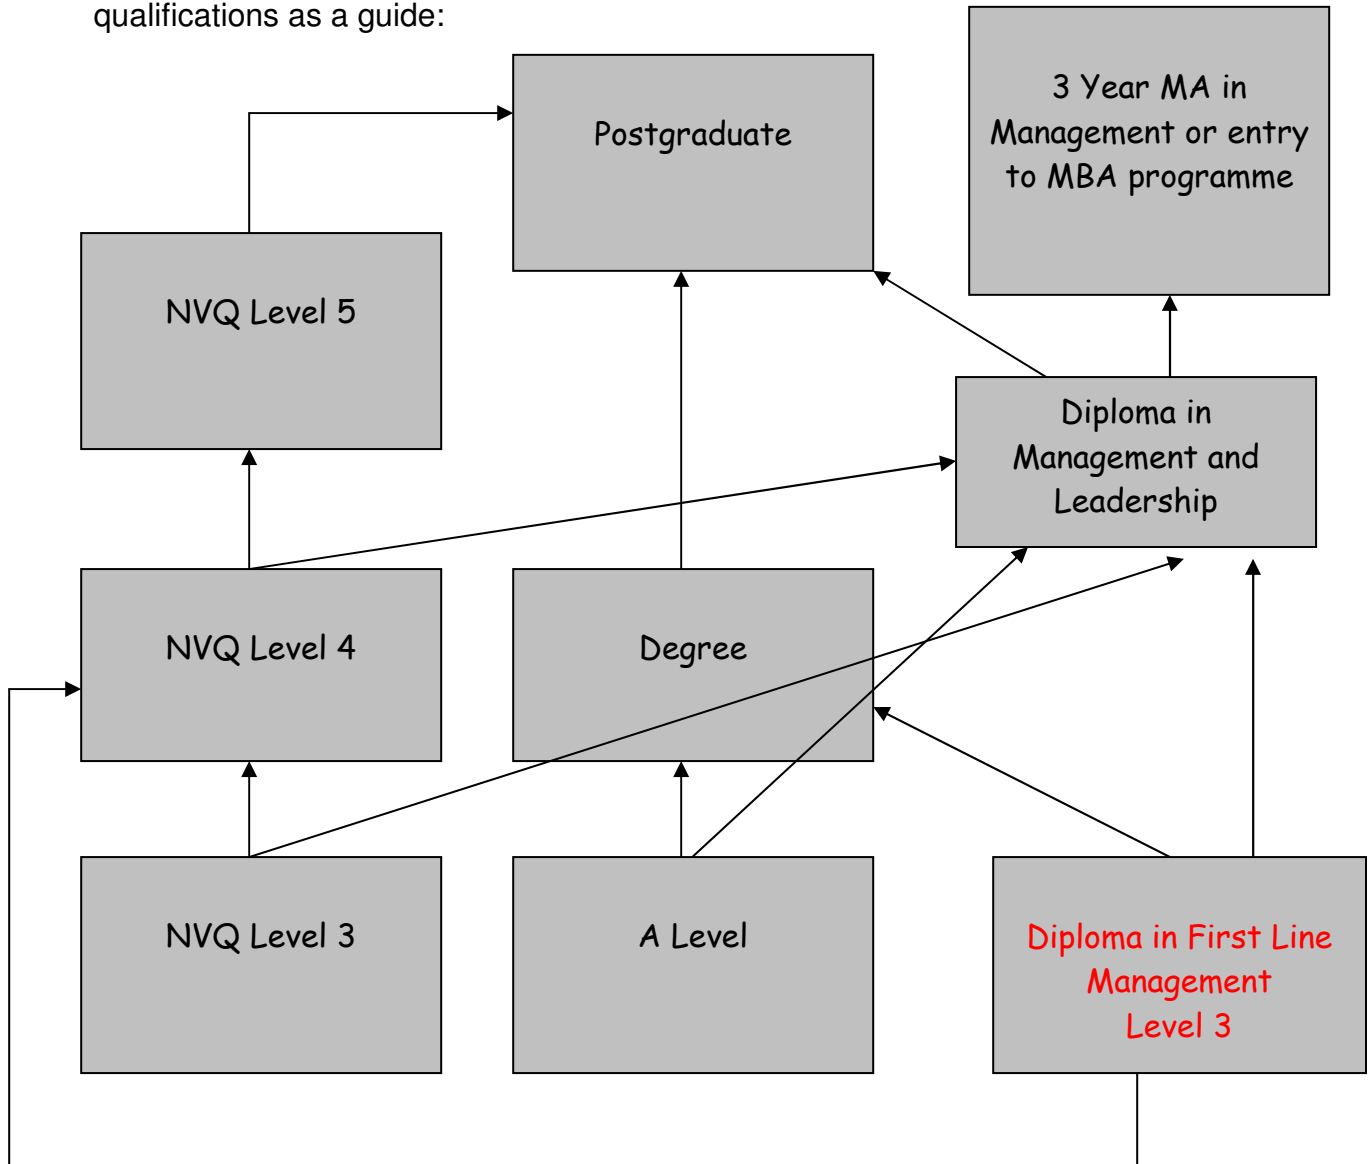 qualifications as a guide:
3 Year MA in
Management or entry
to MBA programme
Postgraduate
NVQ Level 5
Diploma in
Management and
Leadership
NVQ Level 4
Degree
NVQ Level 3
A Level
Diploma in First Line
Management
Level 3